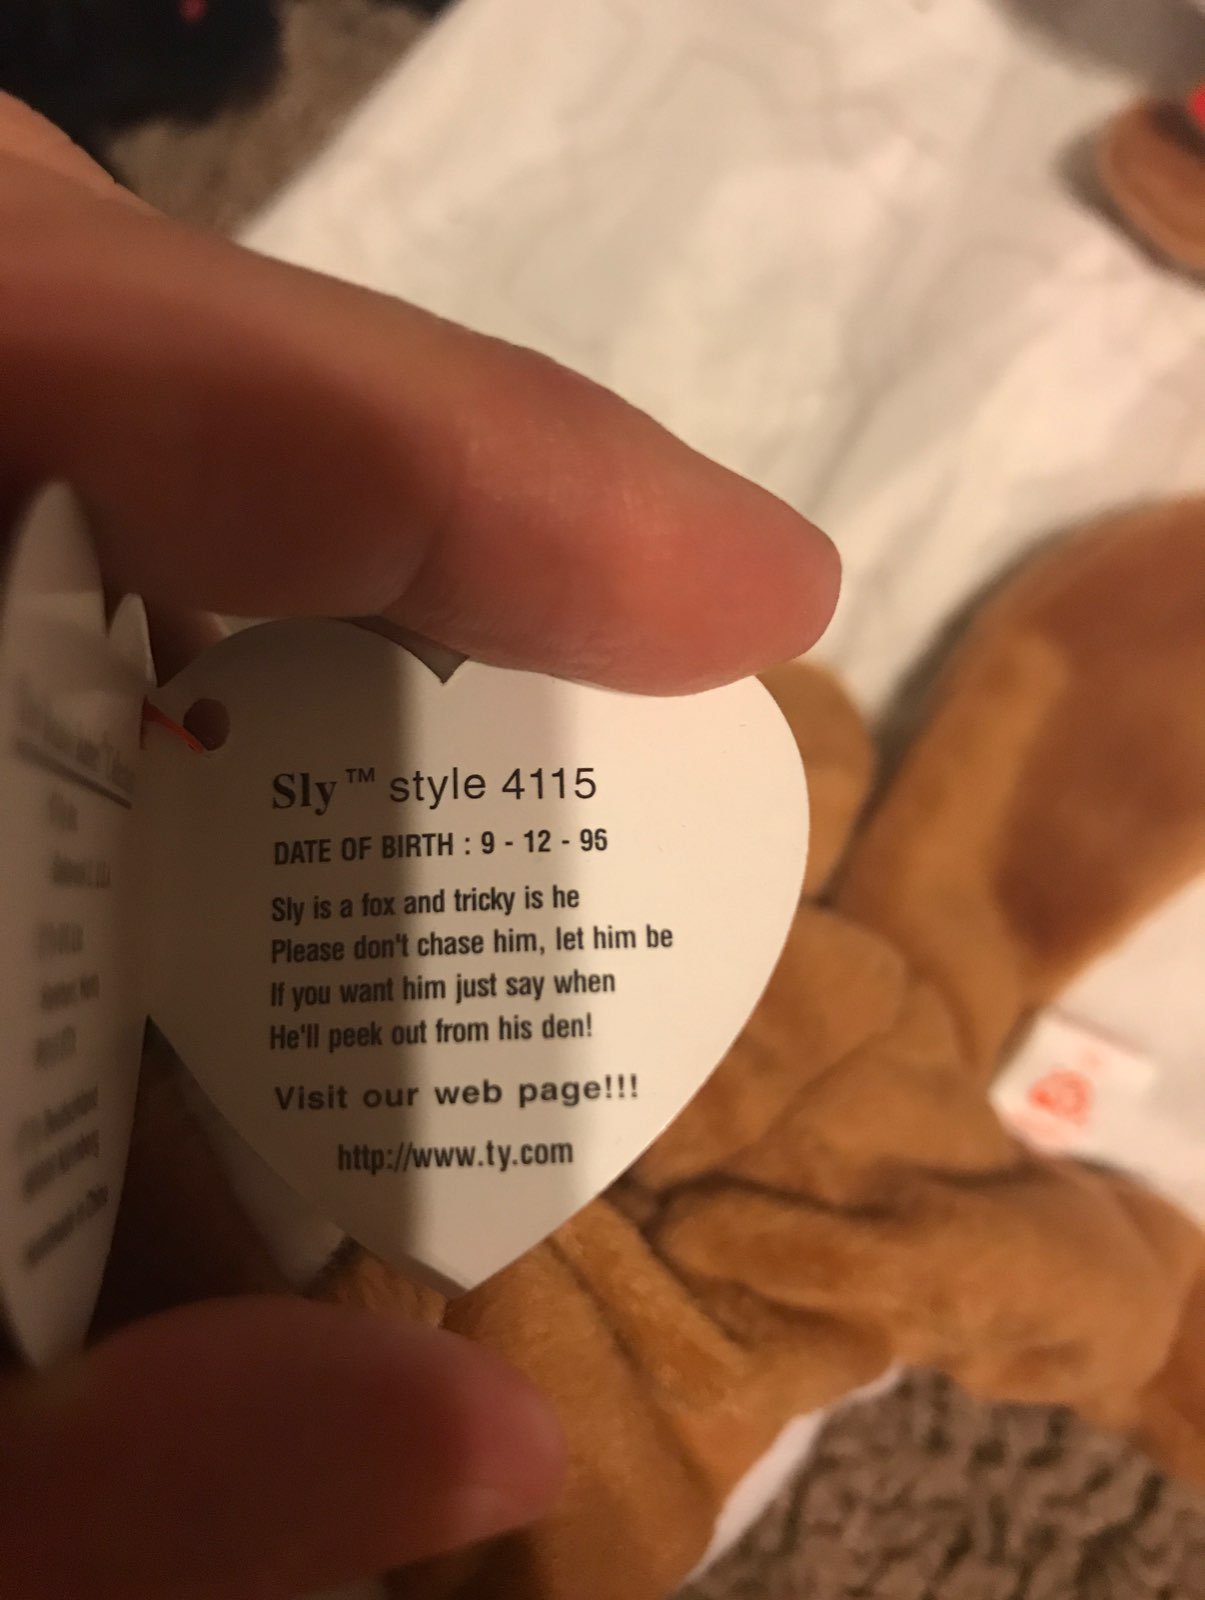 Sly™ style 4115
DATE OF BIRTH : 9 - 12 - 96
Sly is a fox and tricky is he
Please don't chase him, let him be
If you want him just say when
He'll peek out from his den!
Visit our web page!!!
http://www.ty.com